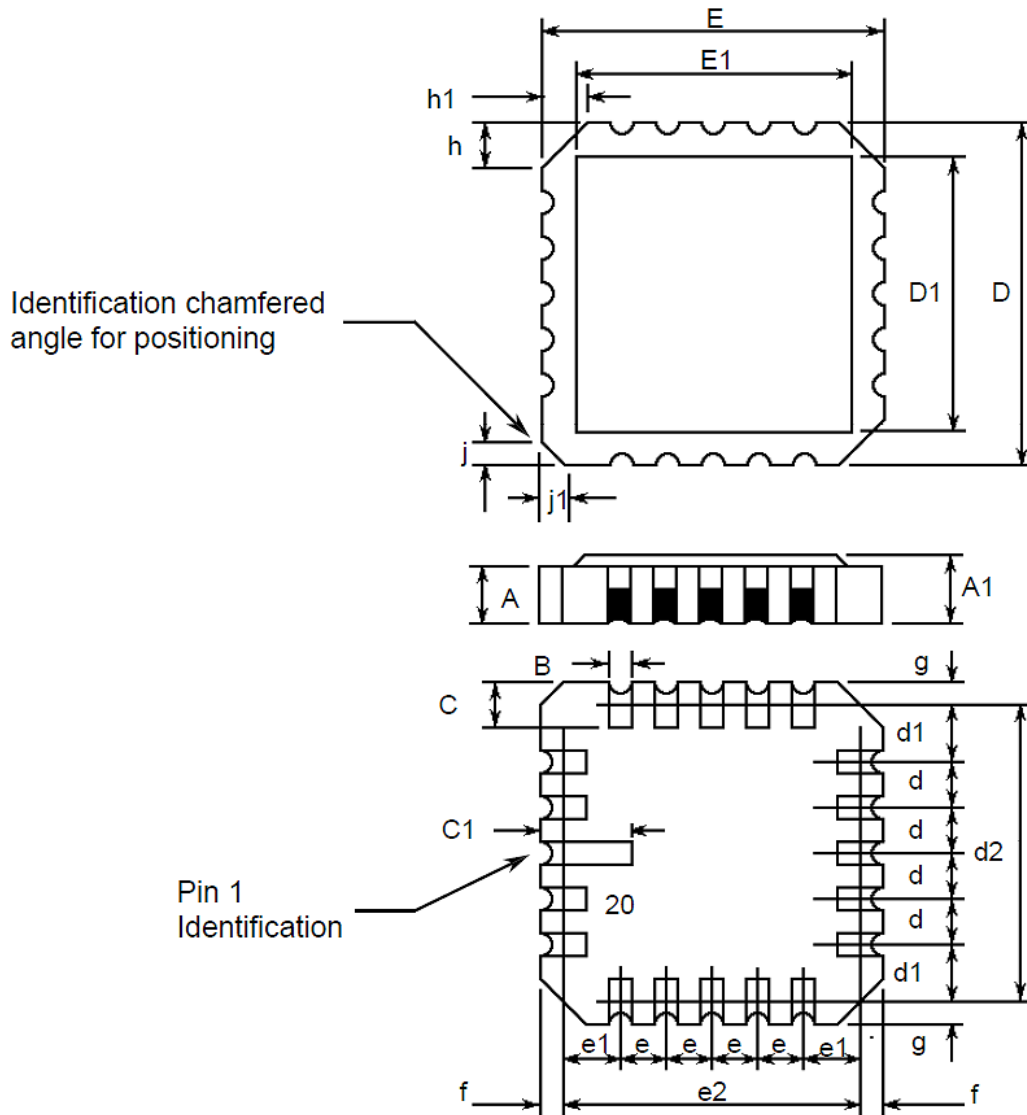 E
E1
h1
h
Identification chamfered
angle for positioning
D1
D
j
j1
A
A1
B
g
C
d1
d
C1
d
d2
d
Pin 1
Identification
20
d
d1
e1
e
e
e
e
e1
g
f
e2
f